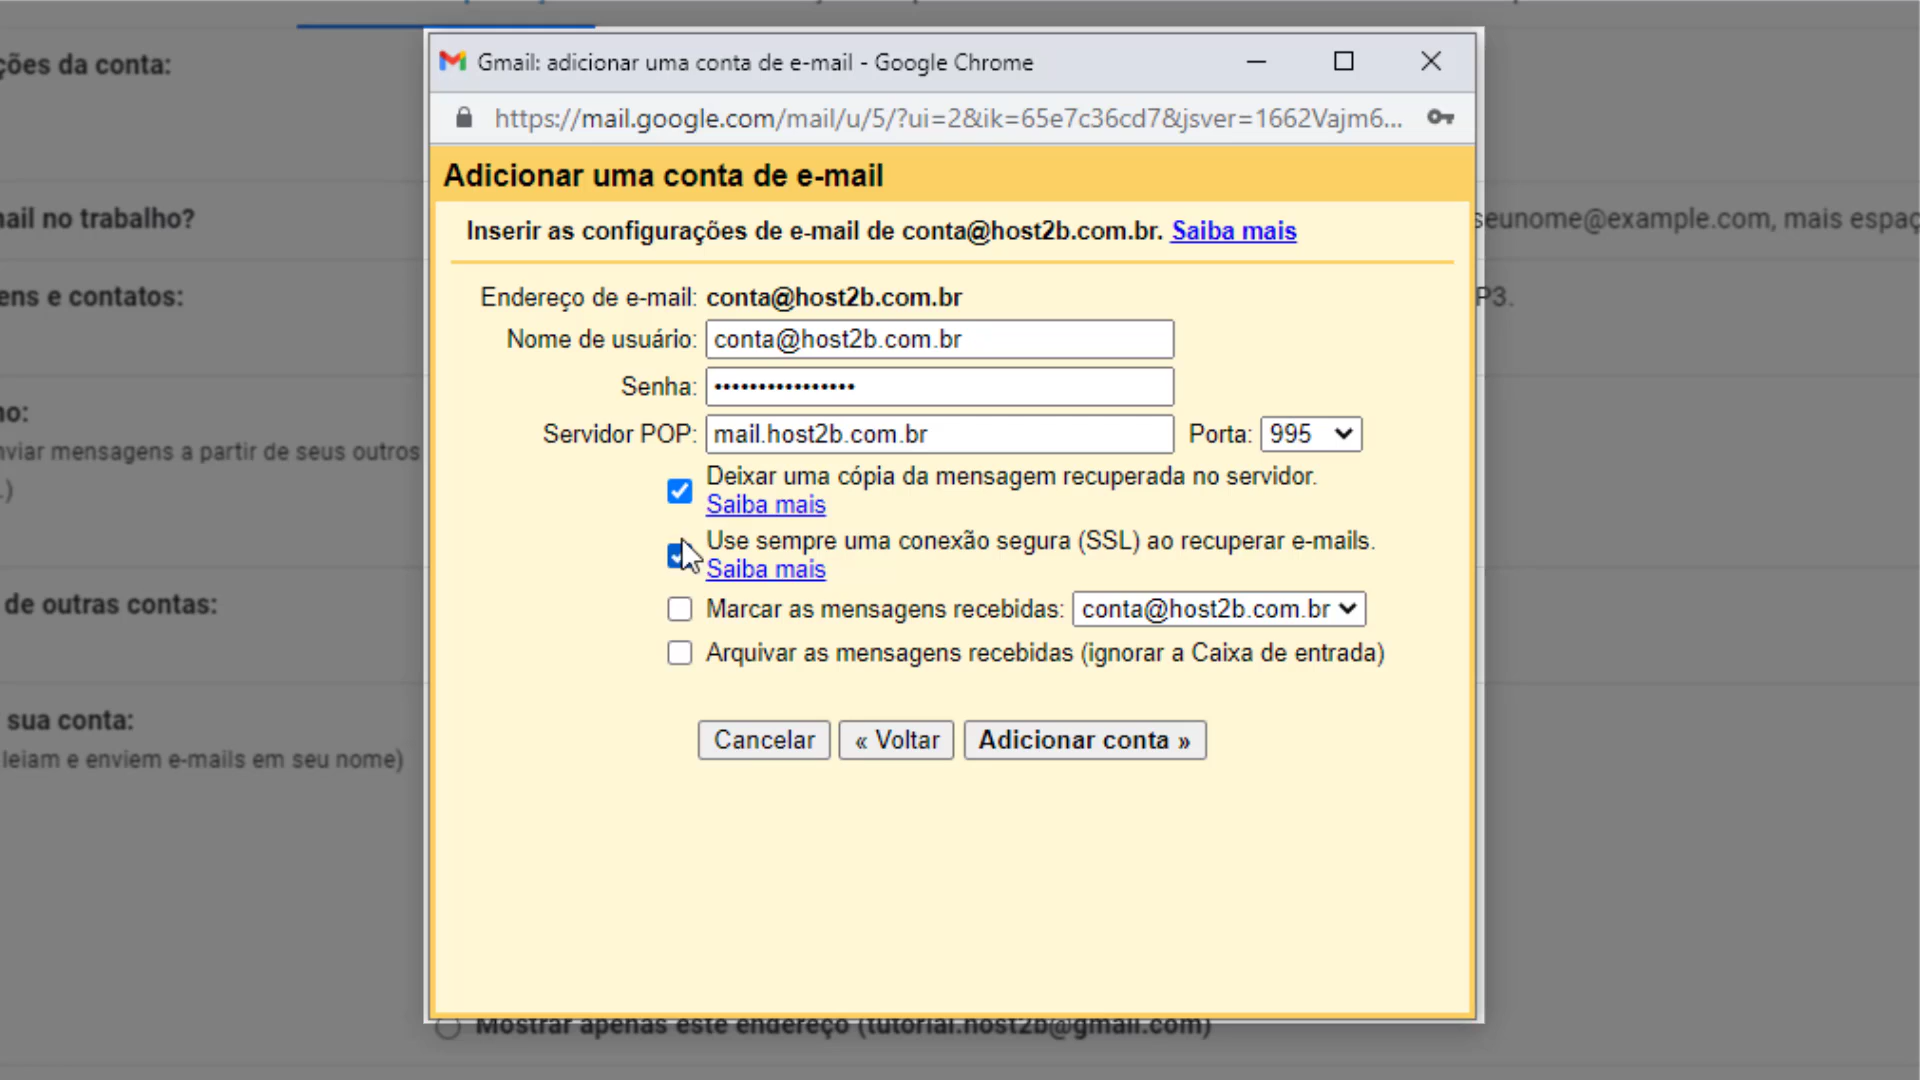 Gmail: adicionar uma conta de e-mail - Google Chrome
https://mail.google.com/mail/u/5/?ui=2&ik=65e7c36cd7&jsver=1662Vajm6...
Adicionar uma conta de e-mail
Inserir as configurações de e-mail de conta@host2b.com.br. Saiba mais
Endereço de e-mail: conta@host2b.com.br
Nome de usuário: conta@host2b.com.br
Senha: ••••••••••••••••
Servidor POP: mail.host2b.com.br Porta: 995
Deixar uma cópia da mensagem recuperada no servidor.
Saiba mais
Use sempre uma conexão segura (SSL) ao recuperar e-mails.
Saiba mais
Marcar as mensagens recebidas: conta@host2b.com.br
Arquivar as mensagens recebidas (ignorar a Caixa de entrada)
Cancelar « Voltar Adicionar conta »
ções da conta:
ail no trabalho?
seunome@example.com, mais espaç
ens e contatos:
P3.
no:
nviar mensagens a partir de seus outros
.)
de outras contas:
sua conta:
leiam e enviem e-mails em seu nome)
Mostrar apenas este endereço (tutorial.host2b@gmail.com)